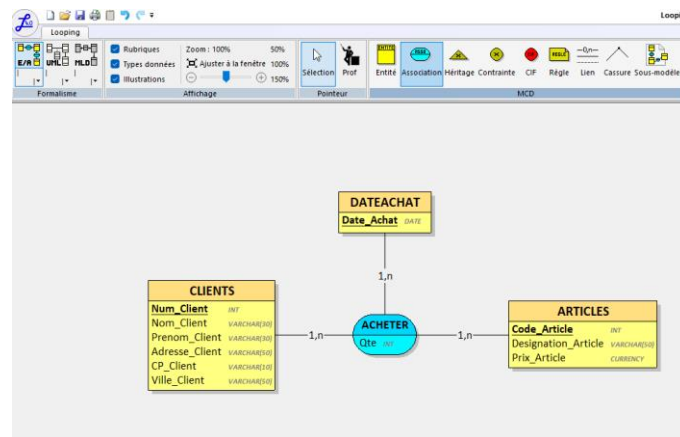 Loopin
Looping
Rubriques
Types données
Illustrations
Zoom : 100%
50%
Ajuster à la fenêtre
100%
150%
E/R
UML
MLD
Sélection
Prof
Entité
Association
Héritage
Contrainte
CIF
Règle
Lien
Cassure
Sous-modèle
RÈGLE
—0,n—
Formalisme
Affichage
Pointeur
MCD
DATEACHAT
Date_Achat DATE
1,n
CLIENTS
Num_Client INT
Nom_Client VARCHAR(30)
Prenom_Client VARCHAR(30)
Adresse_Client VARCHAR(50)
CP_Client VARCHAR(10)
Ville_Client VARCHAR(50)
1,n
ACHETER
Qte INT
1,n
ARTICLES
Code_Article INT
Designation_Article VARCHAR(50)
Prix_Article CURRENCY